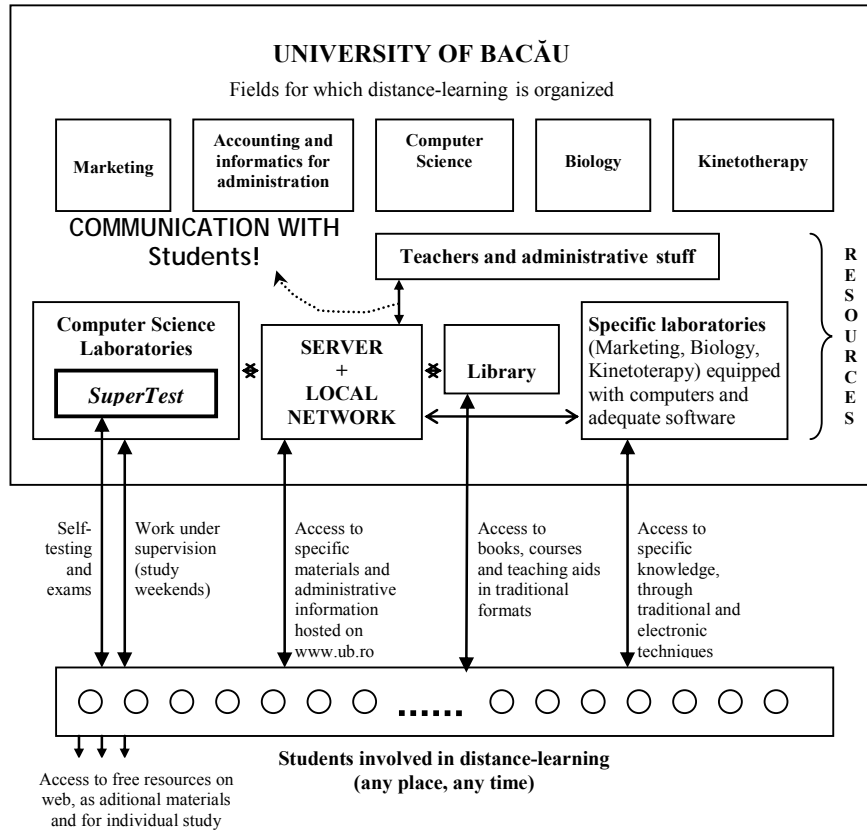 UNIVERSITY OF BACĂU
Fields for which distance-learning is organized
Marketing
Accounting and
informatics for
administration
Computer
Science
Biology
Kinetotherapy
COMMUNICATION WITH
Students!
Teachers and administrative stuff
RESOURCES
Computer Science
Laboratories
SuperTest
SERVER
+
LOCAL
NETWORK
Library
Specific laboratories
(Marketing, Biology,
Kinetoterapy) equipped
with computers and
adequate software
Self-
testing
and
exams
Work under
supervision
(study
weekends)
Access to
specific
materials and
administrative
information
hosted on
www.ub.ro
Access to
books, courses
and teaching aids
in traditional
formats
Access to
specific
knowledge,
through
traditional and
electronic
techniques
......
Students involved in distance-learning
(any place, any time)
Access to free resources on
web, as aditional materials
and for individual study